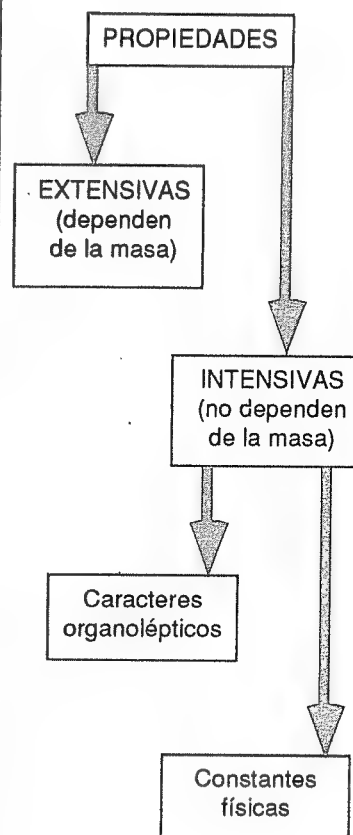 PROPIEDADES
EXTENSIVAS
(dependen
de la masa)
INTENSIVAS
(no dependen
de la masa)
Caracteres
organolépticos
Constantes
físicas